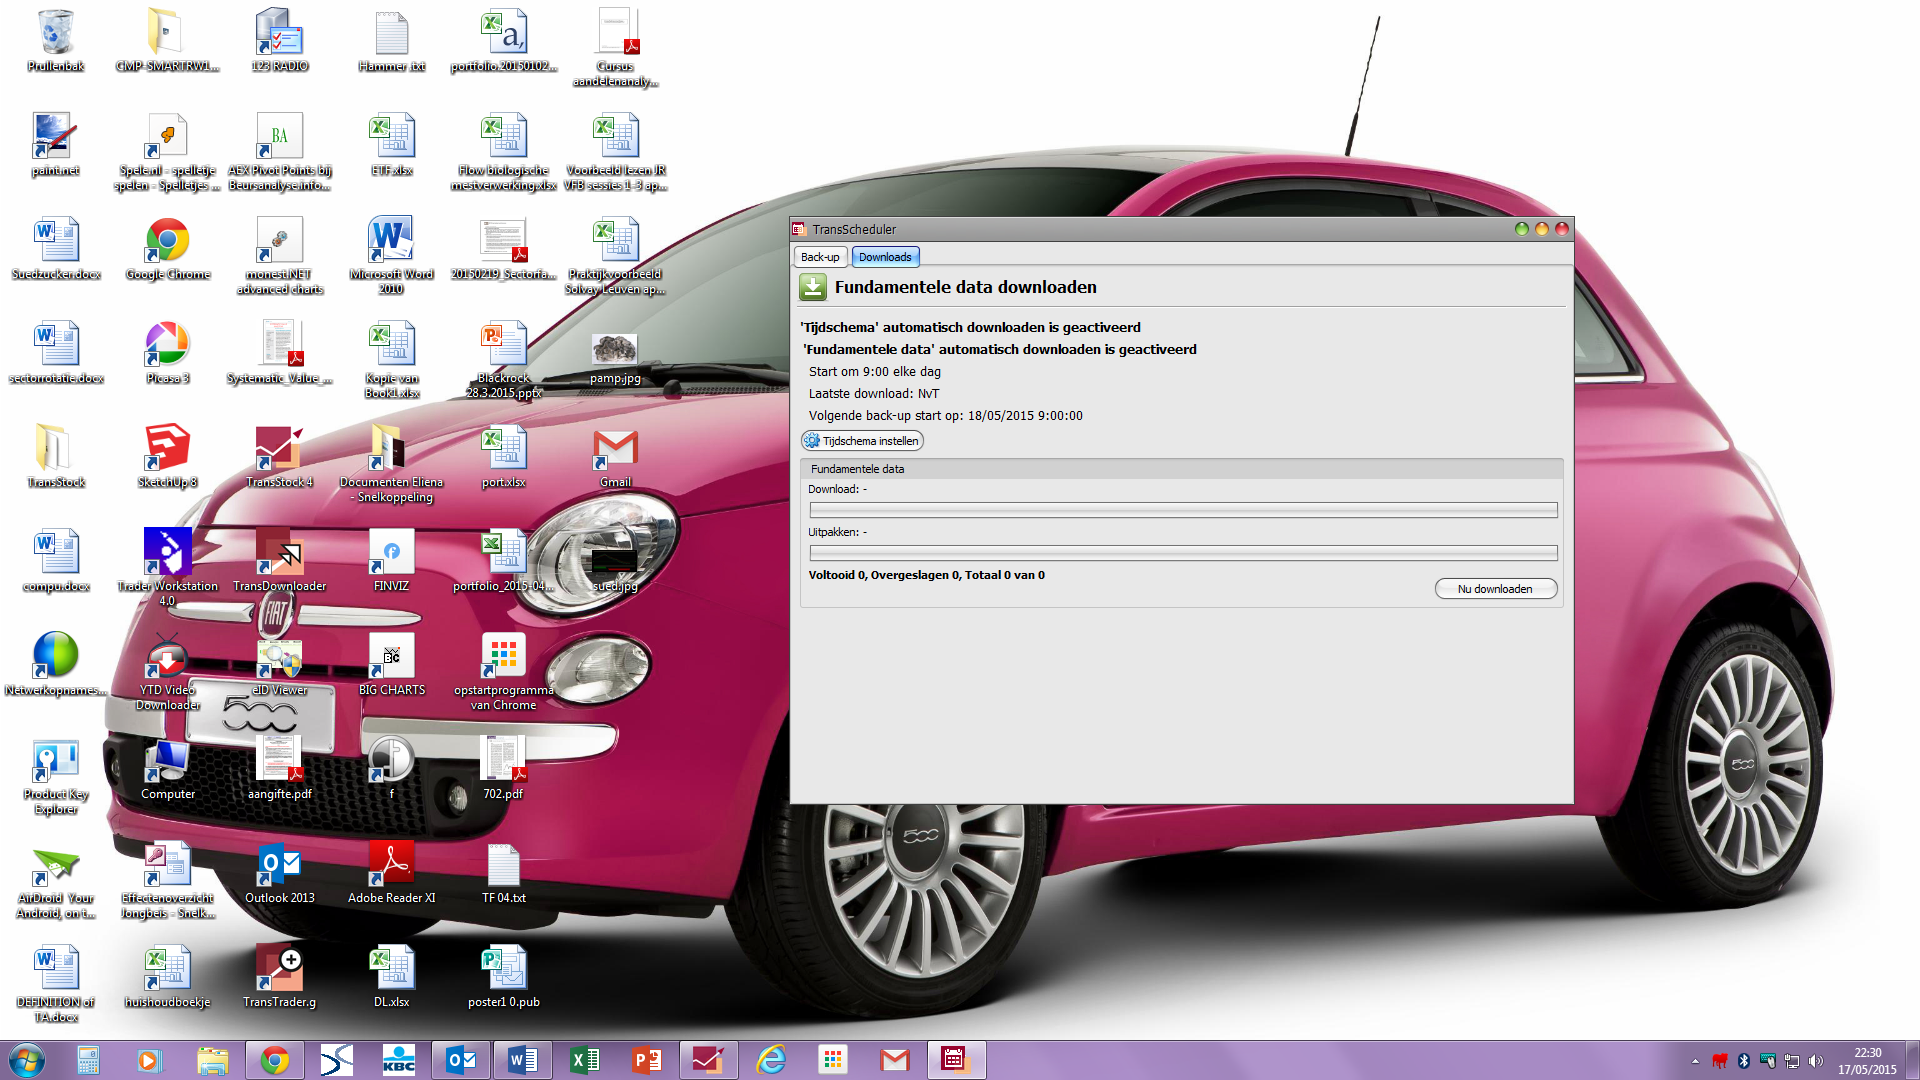 Prullenbak
CMP-SMARTRW1...
123 RADIO
Hammer .txt
portfolio.20150102...
Cursus
aandelenanaly...
paint.net
Spele.nl - spelletje
spelen - Spelletjes ...
AEX Pivot Points bij
Beursanalyse.info...
ETF.xlsx
Flow biologische
mestverwerking.xlsx
Voorbeeld lezen JR
VFB sessies 1-3 ap...
Suedzucker.docx
Google Chrome
monest.NET
advanced charts
Microsoft Word
2010
20150219_Sectorfa...
Praktijkvoorbeeld
Solvay Leuven ap...
sectorrotatie.docx
Picasa 3
Systematic_Value_...
Kopie van
Book1.xlsx
Blackrock
28.3.2015.pptx
pamp.jpg
TransStock
SketchUp 8
TransStock 4
Documenten Eliena
- Snelkoppeling
port.xlsx
Gmail
compu.docx
Trader Workstation
4.0
TransDownloader
FINVIZ
portfolio_2015-04...
sued.jpg
Netwerkopnames...
YTD Video
Downloader
eID Viewer
BIG CHARTS
opstartprogramma
van Chrome
Product Key
Explorer
Computer
aangifte.pdf
f
702.pdf
AirDroid Your
Android, on t...
Effectenoverzicht
Jongbeis - Snelk...
Outlook 2013
Adobe Reader XI
TF 04.txt
DEFINITION of
TA.docx
huishoudboekje
TransTrader.g
DL.xlsx
poster1 0.pub
TransScheduler
Back-up
Downloads
Fundamentele data downloaden
'Tijdschema' automatisch downloaden is geactiveerd
'Fundamentele data' automatisch downloaden is geactiveerd
Start om 9:00 elke dag
Laatste download: NvT
Volgende back-up start op: 18/05/2015 9:00:00
Tijdschema instellen
Fundamentele data
Download: -
Uitpakken: -
Voltooid 0, Overgeslagen 0, Totaal 0 van 0
Nu downloaden
BA
BIG
BC
FIAT
500
500
500
KBC
22:30
17/05/2015